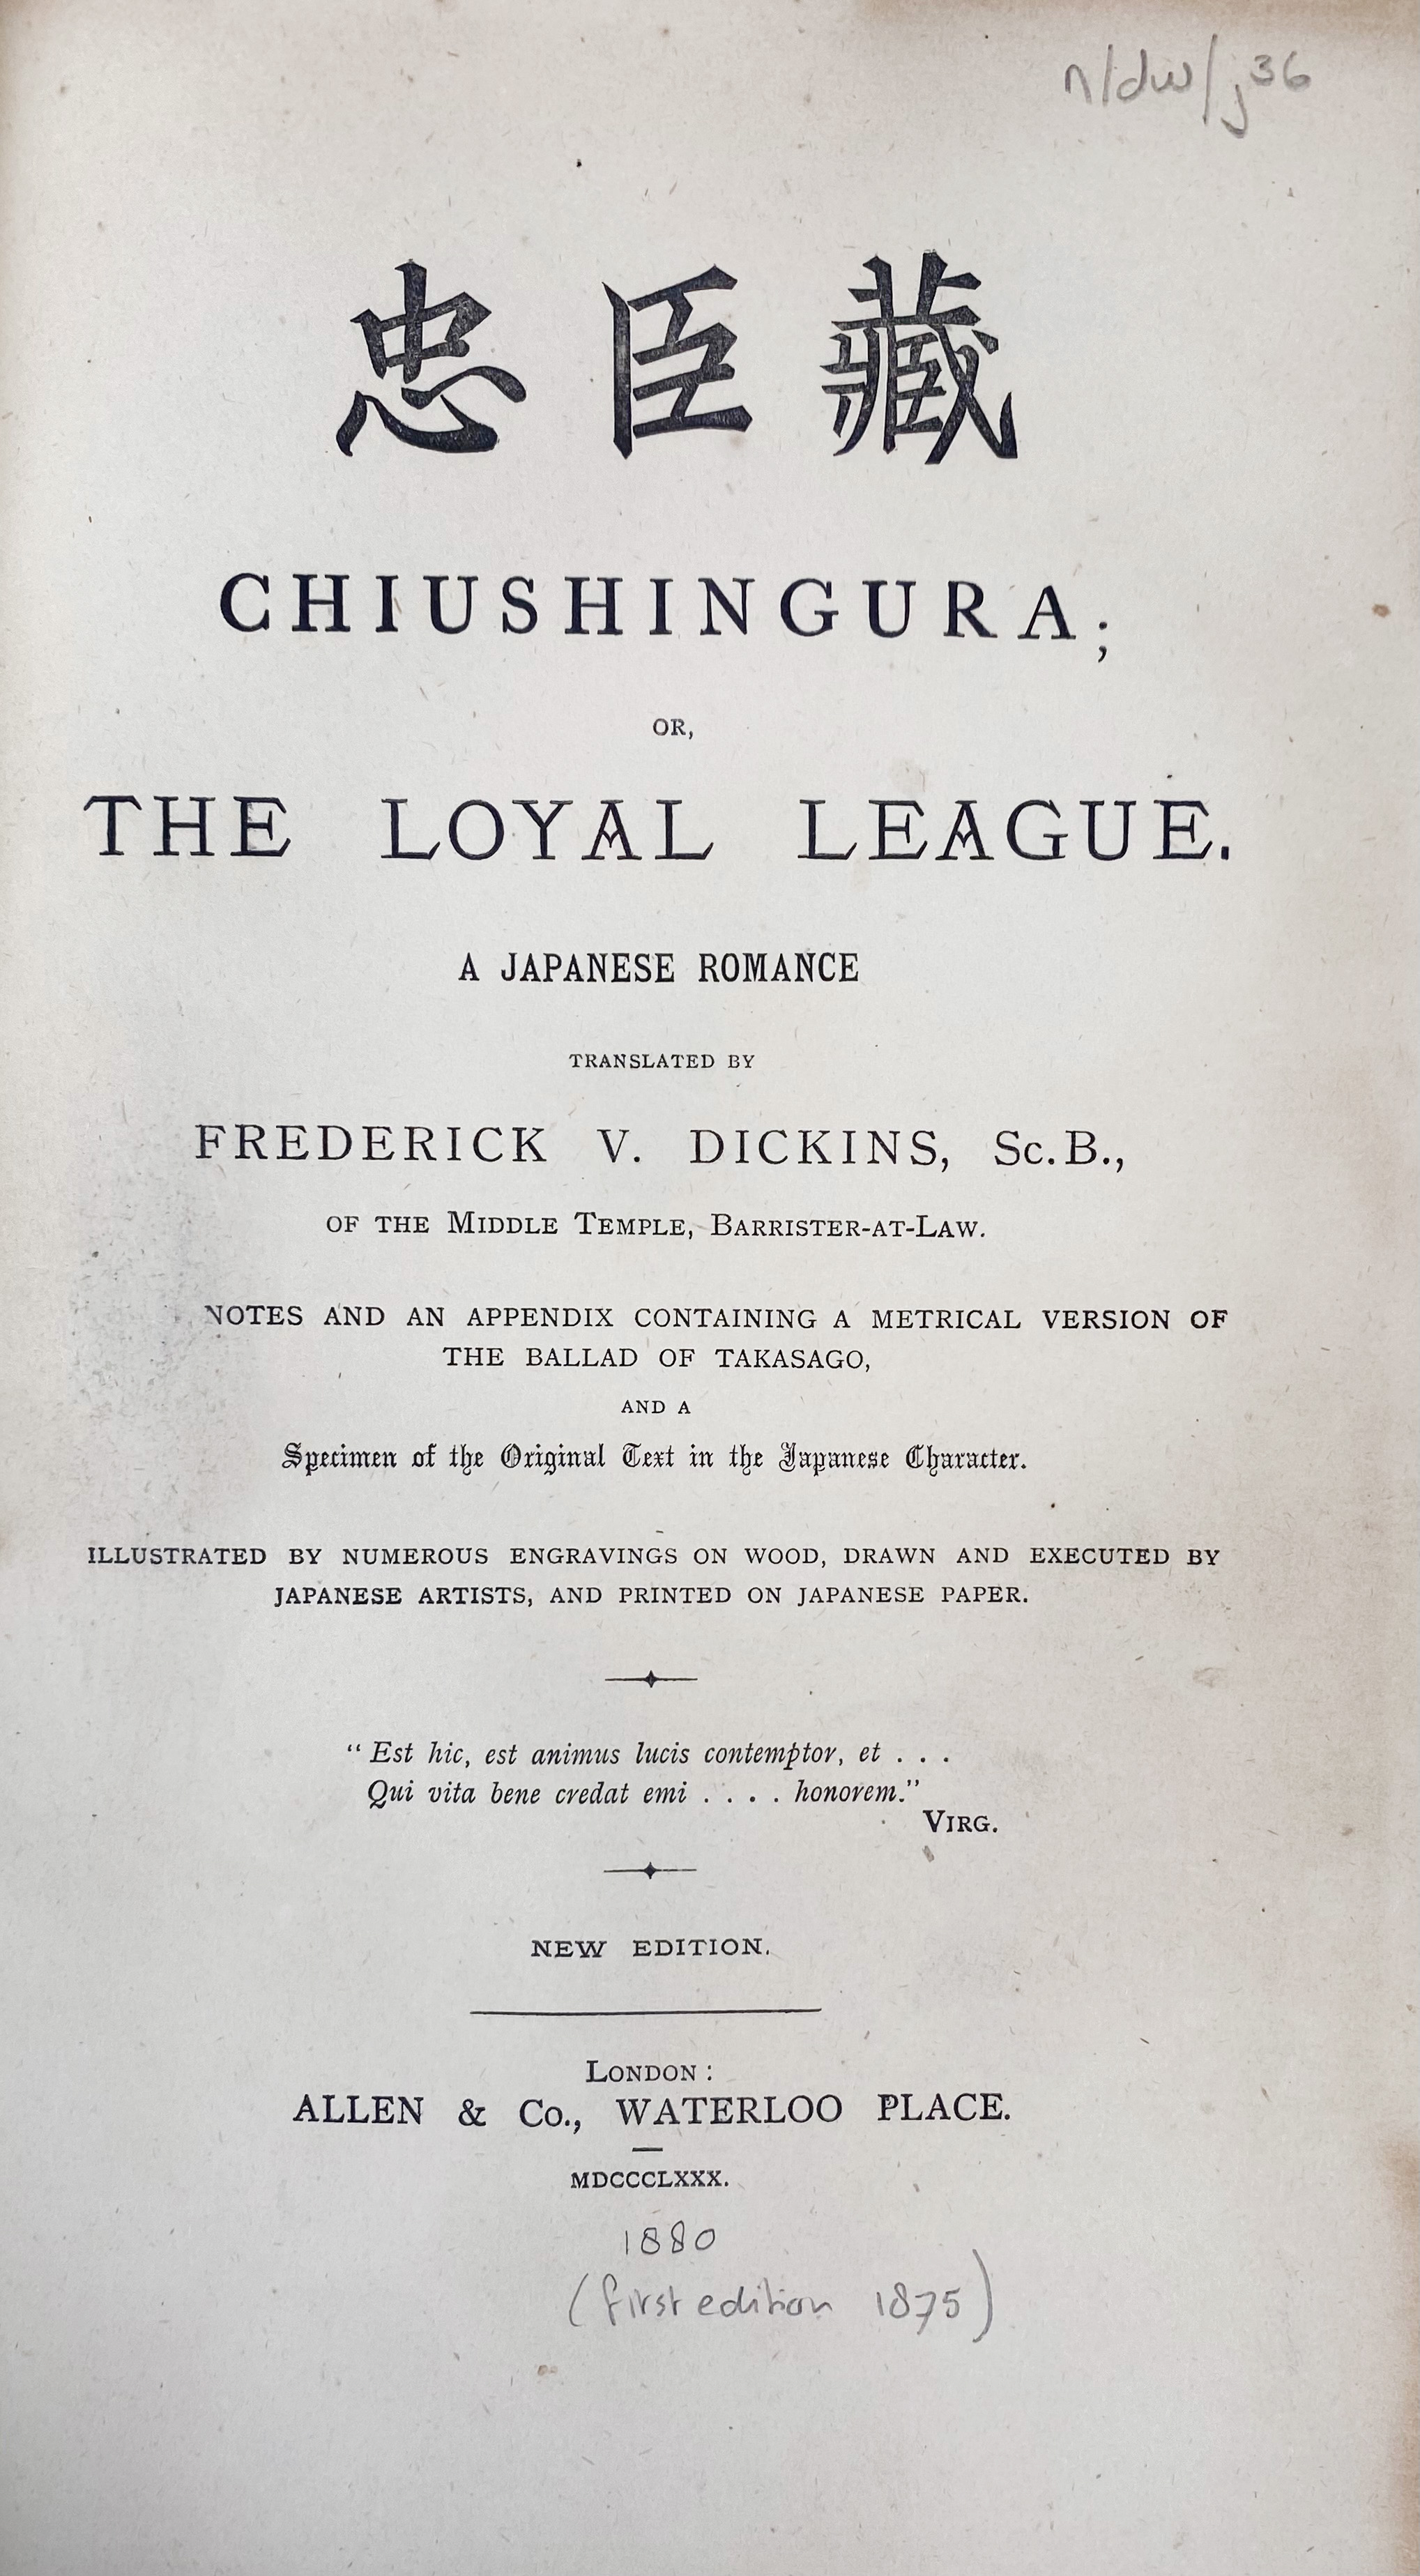 n/dw/j36
忠臣藏
CHIUSHINGURA;
OR,
THE LOYAL LEAGUE.
A JAPANESE ROMANCE
TRANSLATED BY
FREDERICK V. DICKINS, Sc.B.,
OF THE MIDDLE TEMPLE, BARRISTER-AT-LAW.
NOTES AND AN APPENDIX CONTAINING A METRICAL VERSION OF
THE BALLAD OF TAKASAGO,
AND A
Specimen of the Original Text in the Japanese Character.
ILLUSTRATED BY NUMEROUS ENGRAVINGS ON WOOD, DRAWN AND EXECUTED BY
JAPANESE ARTISTS, AND PRINTED ON JAPANESE PAPER.
“Est hic, est animus lucis contemptor, et . . .
Qui vita bene credat emi . . . . honorem.”
VIRG.
NEW EDITION.
LONDON:
ALLEN & Co., WATERLOO PLACE.
MDCCCLXXX.
1880
(first edition 1875)